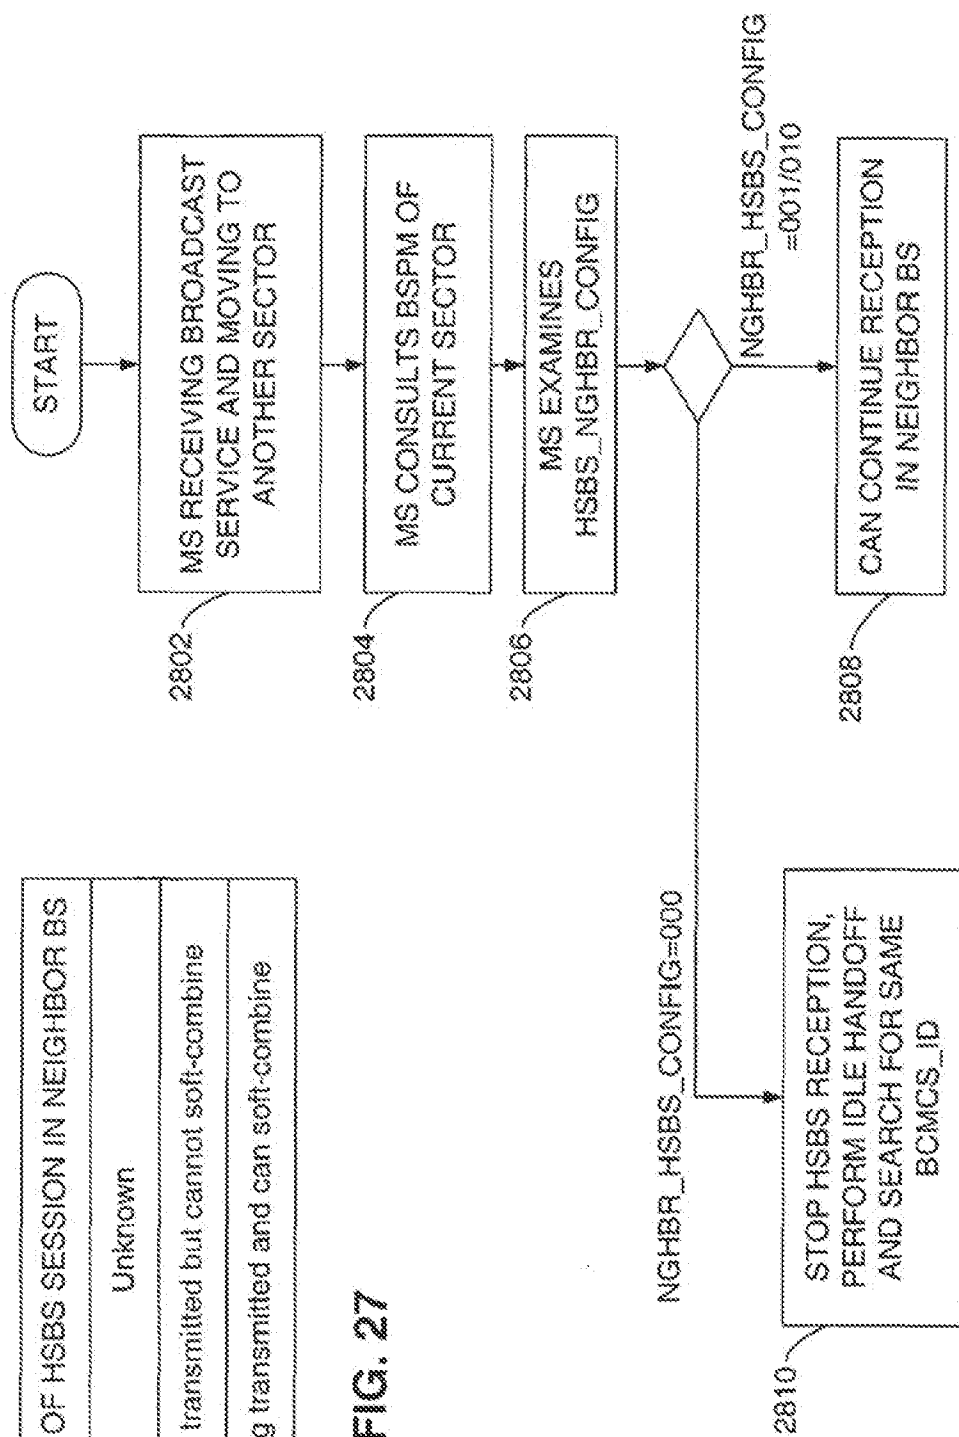 OF HSBS SESSION IN NEIGHBOR BS
Unknown
transmitted but cannot soft-combine
g transmitted and can soft-combine
FIG. 27
START
MS RECEIVING BROADCAST
SERVICE AND MOVING TO
ANOTHER SECTOR
2802
MS CONSULTS BSPM OF
CURRENT SECTOR
2804
MS EXAMINES
HSBS_NGHBR_CONFIG
2806
NGHBR_HSBS_CONFIG
=001/010
CAN CONTINUE RECEPTION
IN NEIGHBOR BS
2808
NGHBR_HSBS_CONFIG=000
STOP HSBS RECEPTION,
PERFORM IDLE HANDOFF
AND SEARCH FOR SAME
BCMCS_ID
2810